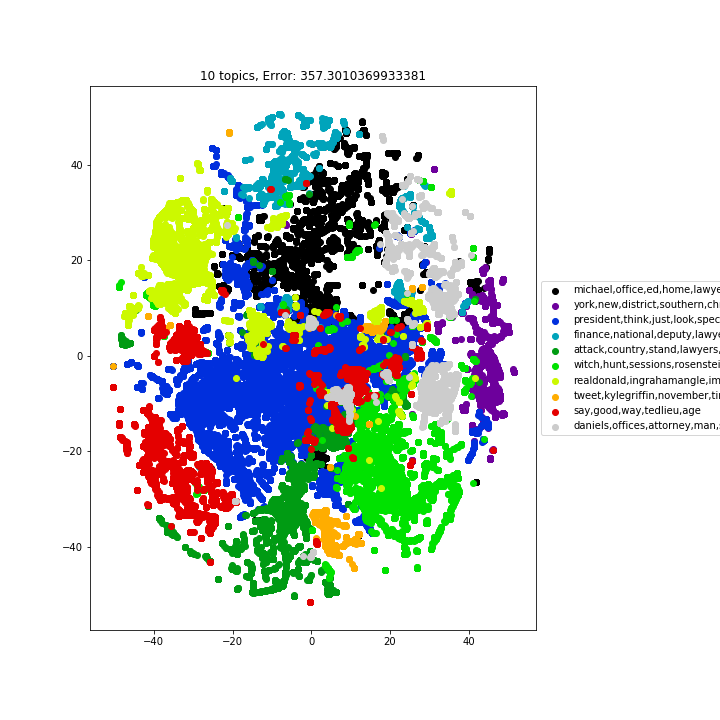 10 topics, Error: 357.3010369933381
40
20
0
−20
−40
−40
−20
0
20
40
michael,office,ed,home,lawye
york,new,district,southern,ch
president,think,just,look,spec
finance,national,deputy,lawye
attack,country,stand,lawyers,
witch,hunt,sessions,rosenstei
realdonald,ingrahamangle,im
tweet,kylegriffin,november,ti
say,good,way,tedlieu,age
daniels,offices,attorney,man,